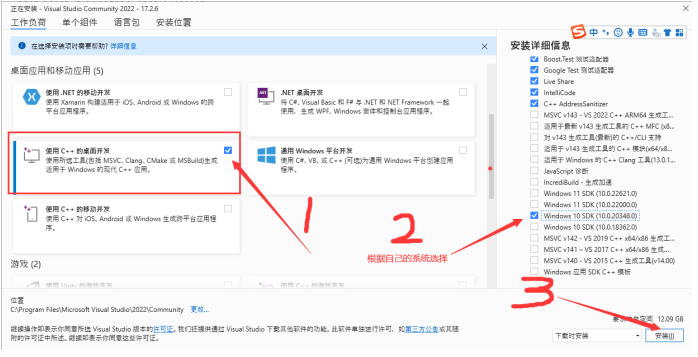 正在安装 - Visual Studio Community 2022 - 17.2.6
工作负荷 单个组件 语言包 安装位置
中
在选择安装项时需要帮助? 详细信息
安装详细信息
桌面应用和移动应用 (5)
使用 .NET 的移动开发
使用 Xamarin 构建适用于 iOS、Android 或 Windows 的跨
平台应用程序。
.NET 桌面开发
将 C#、Visual Basic 和 F# 与 .NET 和 .NET Framework 一起
使用，生成 WPF、Windows 窗体和控制台应用程序。
使用 C++ 的桌面开发
使用所选工具(包括 MSVC、Clang、CMake 或 MSBuild)生成
适用于 Windows 的现代 C++ 应用。
通用 Windows 平台开发
使用 C#、VB、或 C++ (可选)为通用 Windows 平台创建应用
程序。
使用 C++ 的移动开发
使用 C++ 对 iOS、Android 或 Windows 生成跨平台应用程
序。
1
2
根据自己的系统选择
游戏 (2)
使用 Unity 的游戏开发
使用 C++ 的游戏开发
Boost.Test 测试适配器
Google Test 测试适配器
Live Share
IntelliCode
C++ AddressSanitizer
MSVC v143 - VS 2022 C++ ARM64 生成工...
适用于最新 v143 生成工具的 C++ MFC (x8...
对 v143 生成工具(最新)的 C++/CLI 支持
适用于 v143 生成工具的 C++ 模块(x64/x8...
适用于 Windows 的 C++ Clang 工具(13.0.1...
JavaScript 诊断
IncrediBuild - 生成加速
Windows 11 SDK (10.0.22621.0)
Windows 11 SDK (10.0.22000.0)
Windows 10 SDK (10.0.20348.0)
Windows 10 SDK (10.0.18362.0)
MSVC v142 - VS 2019 C++ x64/x86 生成工...
MSVC v141 – VS 2017 C++ x64/x86 生成工...
MSVC v140 - VS 2015 C++ 生成工具(v14.00)
Windows 应用 SDK C++ 模板
3
位置
C:\Program Files\Microsoft Visual Studio\2022\Community 更改...
空间 12.09 GB
继续操作即表示你同意所选 Visual Studio 版本的许可证。我们还提供通过 Visual Studio 下载其他软件的功能。此软件单独进行许可，如第三方公告或其随
附的许可证中所述。继续即表示你同意这些许可证。
下载时安装
安装(I)